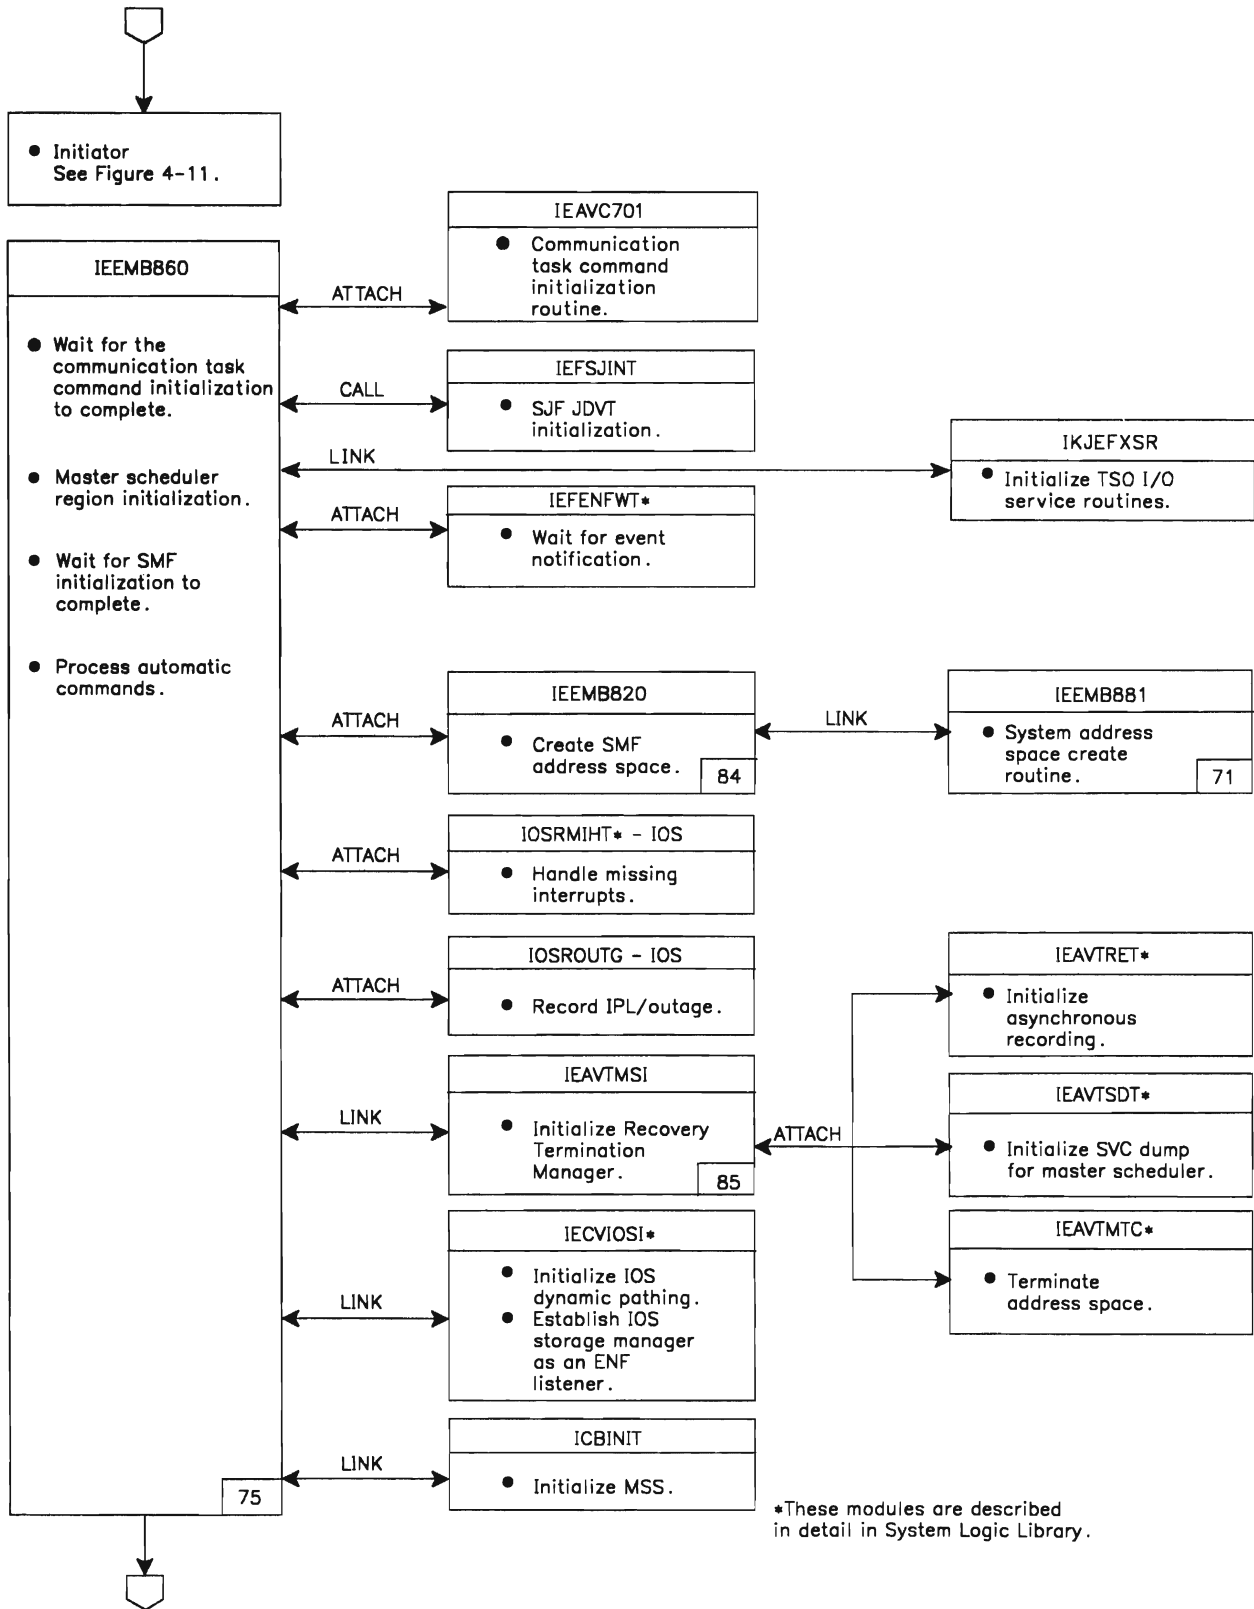 ● Initiator
See Figure 4-11.
IEEMB860
● Wait for the
communication task
command initialization
to complete.
● Master scheduler
region initialization.
● Wait for SMF
initialization to
complete.
● Process automatic
commands.
75
ATTACH
IEAVC701
● Communication
task command
initialization
routine.
CALL
IEFSJINT
● SJF JDVT
initialization.
LINK
IKJEFXSR
● Initialize TSO I/O
service routines.
ATTACH
IEFENFWT*
● Wait for event
notification.
ATTACH
IEEMB820
● Create SMF
address space.
84
LINK
IEEMB881
● System address
space create
routine.
71
ATTACH
IOSRMIHT* - IOS
● Handle missing
interrupts.
ATTACH
IOSROUTG - IOS
● Record IPL/outage.
LINK
IEAVTMSI
● Initialize Recovery
Termination
Manager.
85
ATTACH
IEAVTRET*
● Initialize
asynchronous
recording.
IEAVTSDT*
● Initialize SVC dump
for master scheduler.
IEAVTMTC*
● Terminate
address space.
LINK
IECVIOSI*
● Initialize IOS
dynamic pathing.
● Establish IOS
storage manager
as an ENF
listener.
LINK
ICBINIT
● Initialize MSS.
*These modules are described
in detail in System Logic Library.